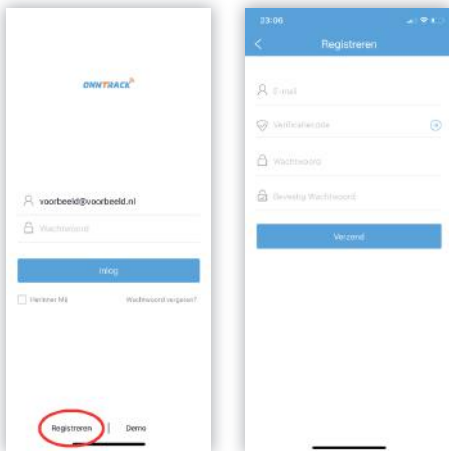 ONNTRACK
voorbeeld@voorbeeld.nl
Wachtwoord
Inlog
Herinner Mij
Wachtwoord vergeten?
Registreren | Demo
23:06
Registreren
E-mail
Verificatiecode
Wachtwoord
Bevestig Wachtwoord
Verzend